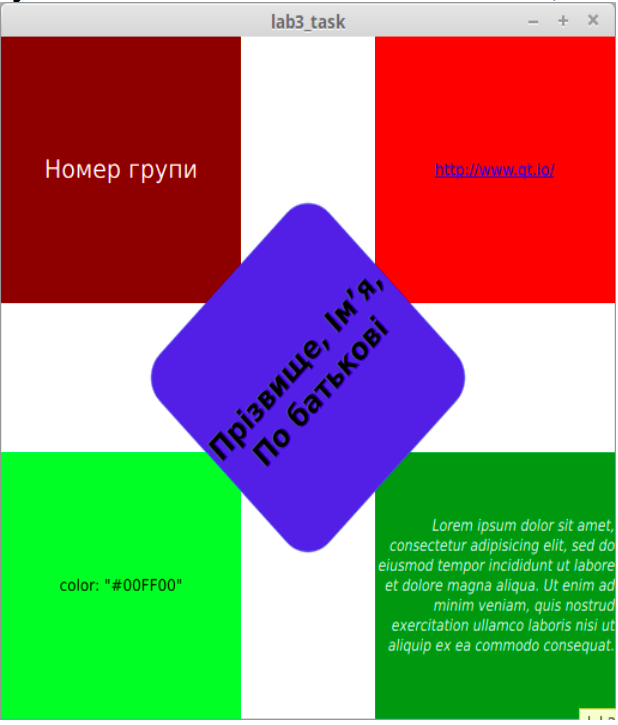 lab3_task
Номер групи
http://www.qt.io/
Прізвище, Ім’я,
По батькові
color: "#00FF00"
Lorem ipsum dolor sit amet,
consectetur adipisicing elit, sed do
eiusmod tempor incididunt ut labore
et dolore magna aliqua. Ut enim ad
minim veniam, quis nostrud
exercitation ullamco laboris nisi ut
aliquip ex ea commodo consequat.